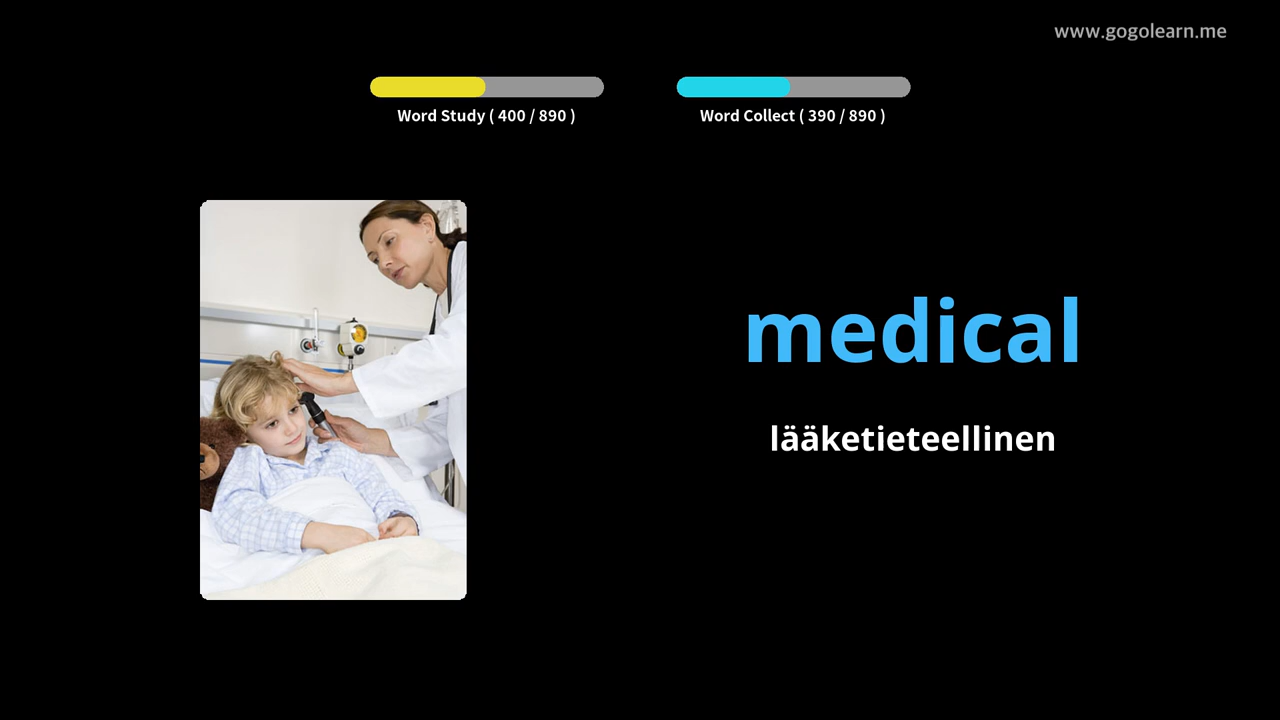 www.gogolearn.me
Word Study ( 400 / 890 )
Word Collect ( 390 / 890 )
medical
lääketieteellinen